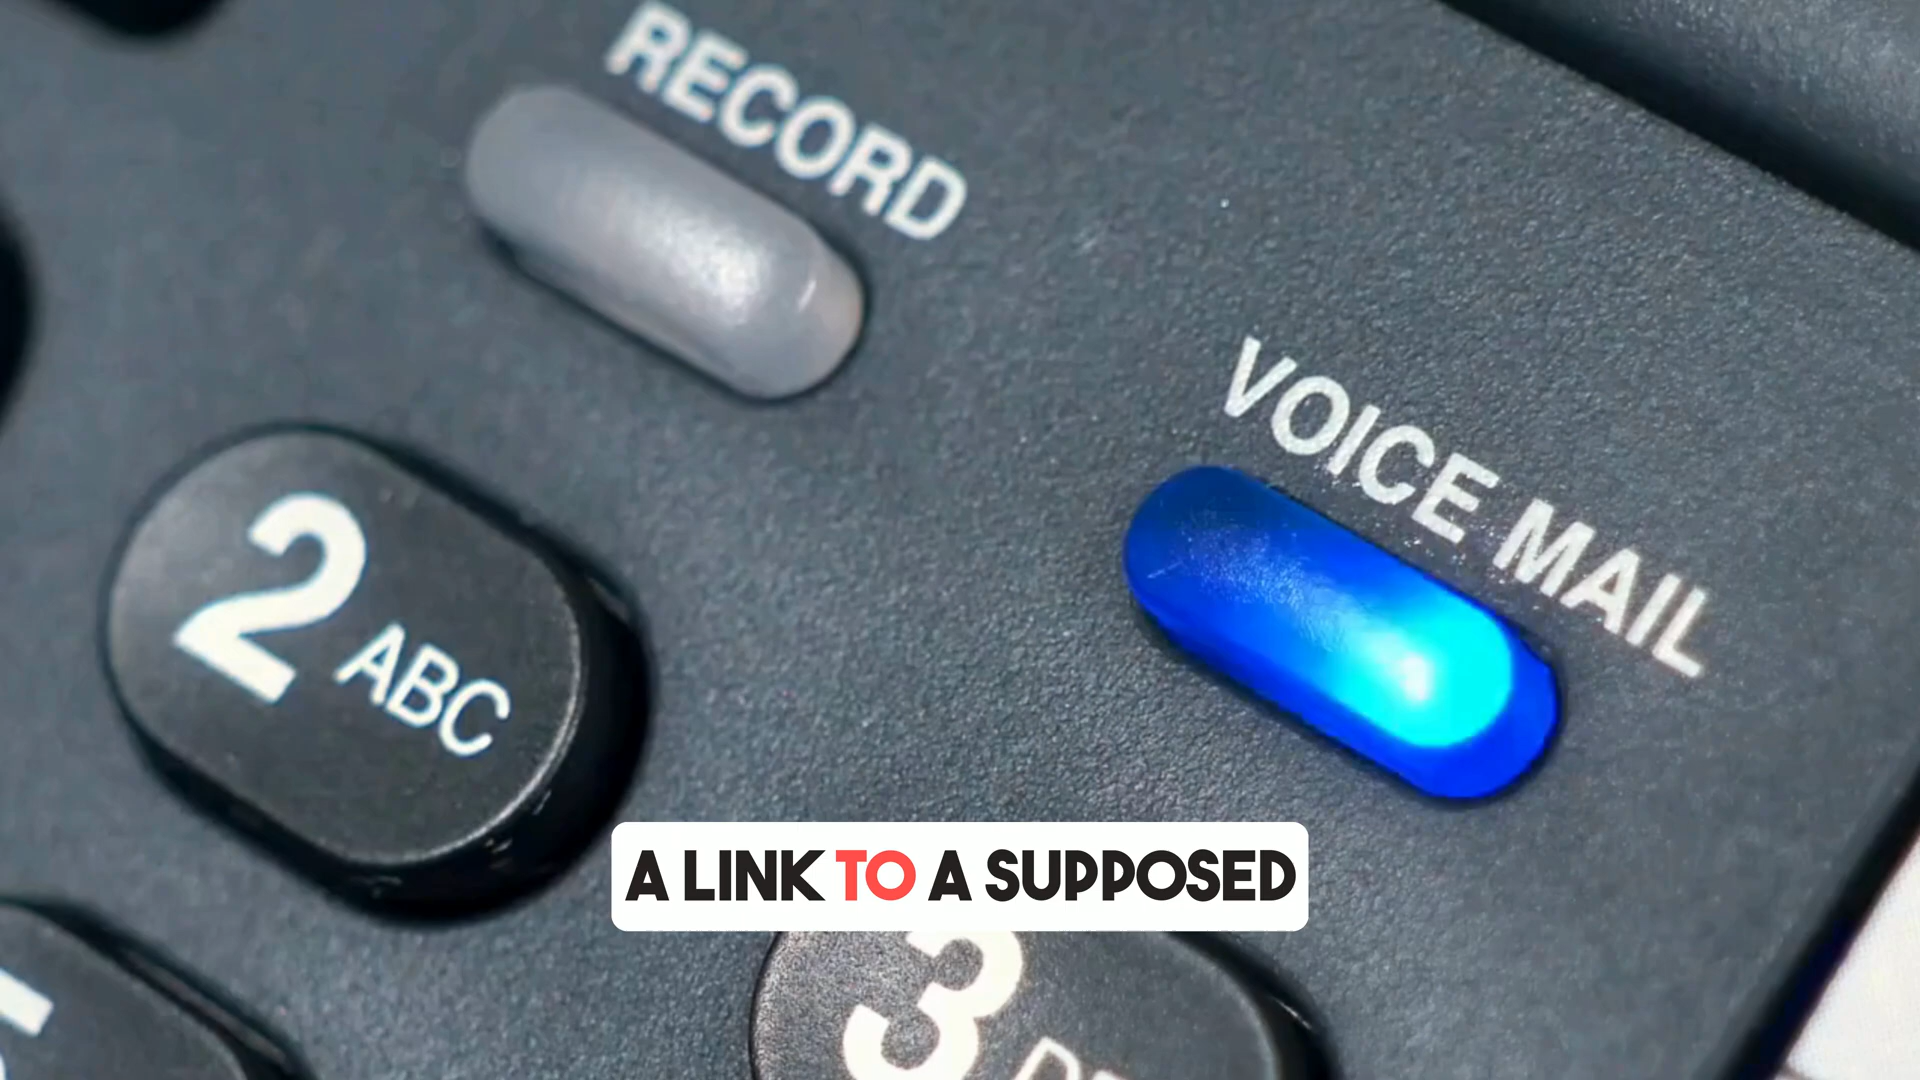 RECORD
VOICE MAIL
2 ABC
A LINK TO A SUPPOSED
3